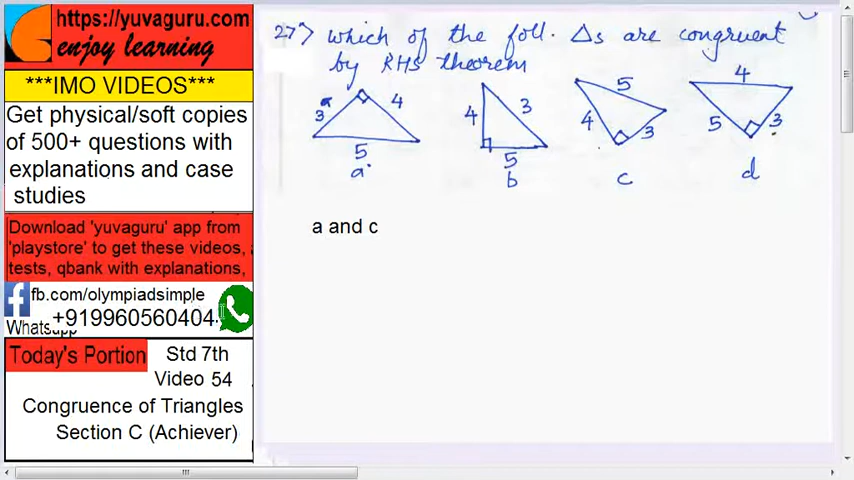 https://yuvaguru.com
enjoy learning
***IMO VIDEOS***
Get physical/soft copies
of 500+ questions with
explanations and case
studies
Download 'yuvaguru' app from
'playstore' to get these videos,
tests, qbank with explanations,
fb.com/olympiadsimple
Whatsapp
+919960560404.
Today's Portion
Std 7th
Video 54
Congruence of Triangles
Section C (Achiever)
27> which of the foll. Δs are congruent
by RHS theorem
3 4 5 a
4 3 5 b
5 4 3 c
4 5 3 d
a and c